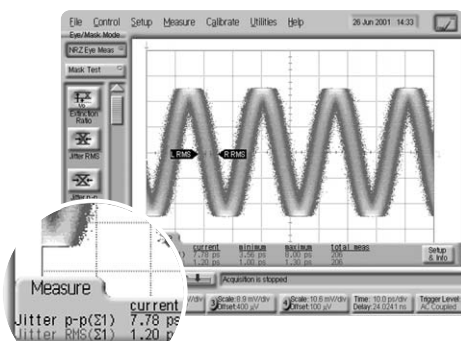 File Control Setup Measure Calibrate Utilities Help 26 Jun 2001 14:33
Eye/Mask Mode...
NRZ Eye Meas
Mask Test
Extinction
Ratio
Jitter RMS
Jitter p-p
L RMS R RMS
current minimum maximum total meas
7.78 ps 3.56 ps 8.00 ps 206
1.20 ps 1.00 ps 1.30 ps 206
Setup
& Info
Acquisition is stopped
V/div Scale: 8.9 mV/div Scale: 10.6 mV/div Time: 10.0 ps/div Trigger Level
Offset: 400 µV Offset: 100 µV Delay: 24.0241 ns AC Coupled
Measure
current
Jitter p-p(Σ1) 7.78 ps
Jitter RMS(Σ1) 1.20 p